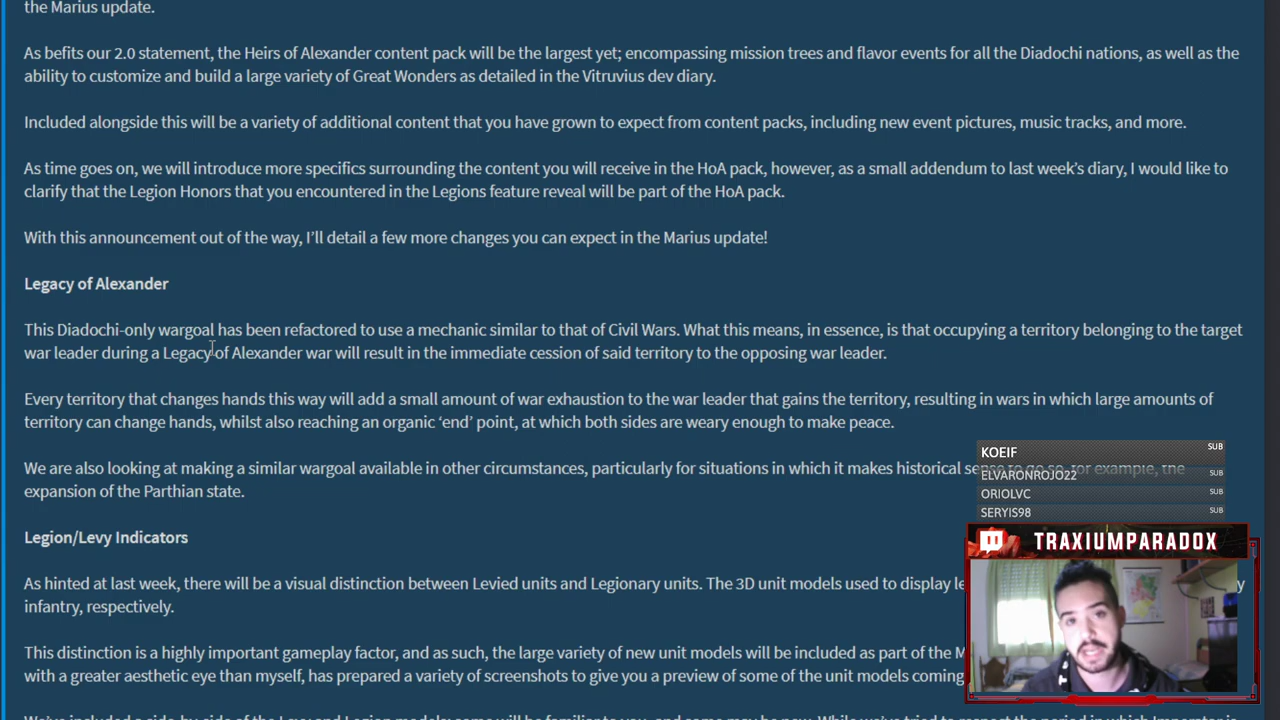 the Marius update.
As befits our 2.0 statement, the Heirs of Alexander content pack will be the largest yet; encompassing mission trees and flavor events for all the Diadochi nations, as well as the
ability to customize and build a large variety of Great Wonders as detailed in the Vitruvius dev diary.
Included alongside this will be a variety of additional content that you have grown to expect from content packs, including new event pictures, music tracks, and more.
As time goes on, we will introduce more specifics surrounding the content you will receive in the HoA pack, however, as a small addendum to last week's diary, I would like to
clarify that the Legion Honors that you encountered in the Legions feature reveal will be part of the HoA pack.
With this announcement out of the way, I'll detail a few more changes you can expect in the Marius update!
Legacy of Alexander
This Diadochi-only wargoal has been refactored to use a mechanic similar to that of Civil Wars. What this means, in essence, is that occupying a territory belonging to the target
war leader during a Legacy of Alexander war will result in the immediate cession of said territory to the opposing war leader.
Every territory that changes hands this way will add a small amount of war exhaustion to the war leader that gains the territory, resulting in wars in which large amounts of
territory can change hands, whilst also reaching an organic 'end' point, at which both sides are weary enough to make peace.
We are also looking at making a similar wargoal available in other circumstances, particularly for situations in which it makes historical sense to go so, for example, the
expansion of the Parthian state.
KOEIF SUB
ELVARONROJO22 SUB
ORIOLVC SUB
SERYIS98 SUB
Legion/Levy Indicators
TRAXIUMPARADOX
As hinted at last week, there will be a visual distinction between Levied units and Legionary units. The 3D unit models used to display
infantry, respectively.
This distinction is a highly important gameplay factor, and as such, the large variety of new unit models will be included as part of the
with a greater aesthetic eye than myself, has prepared a variety of screenshots to give you a preview of some of the unit models coming